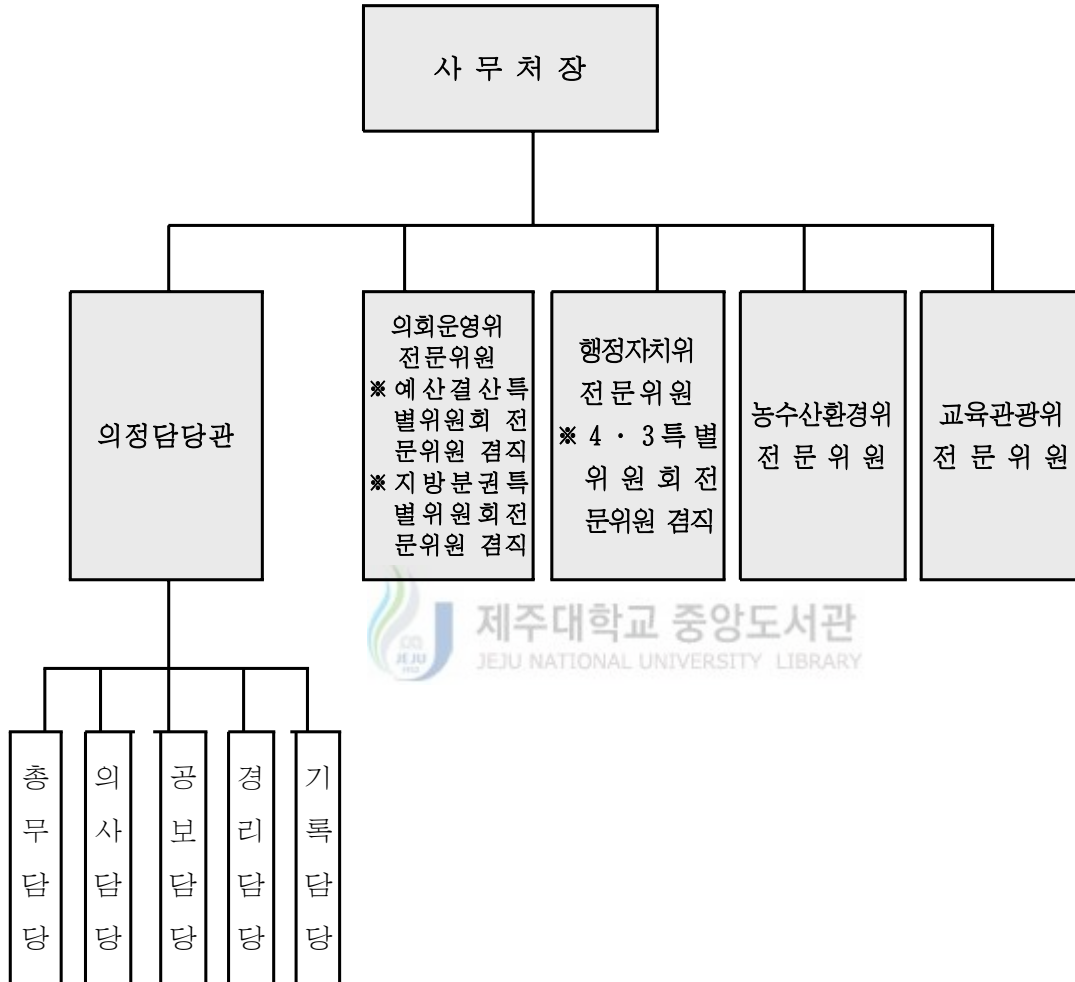 사 무 처 장
의정담당관
의회운영위
전문위원
※ 예산결산특
별위원회 전
문위원 겸직
※ 지방분권특
별위원회전
문위원 겸직
행정자치위
전문위원
※ 4 · 3특별
위원회전
문위원 겸직
농수산환경위
전 문 위 원
교육관광위
전 문 위 원
제주대학교 중앙도서관
JEJU NATIONAL UNIVERSITY LIBRARY
JEJU
1952
총무담당
의사담당
공보담당
경리담당
기록담당